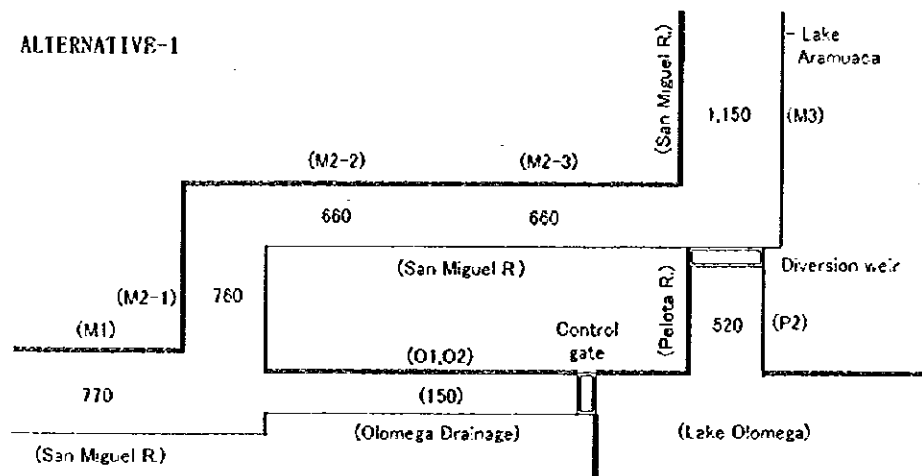 ALTERNATIVE-1
(San Miguel R.)
- Lake
Aramuaca
1,150
(M3)
(M2-2)
(M2-3)
660
660
(San Miguel R)
Diversion weir
(M2-1)
760
(Pelota R.)
520
(P2)
(M1)
Control
gate
(O1,O2)
770
(150)
(Olomega Drainage)
(Lake Olomega)
(San Miguel R)